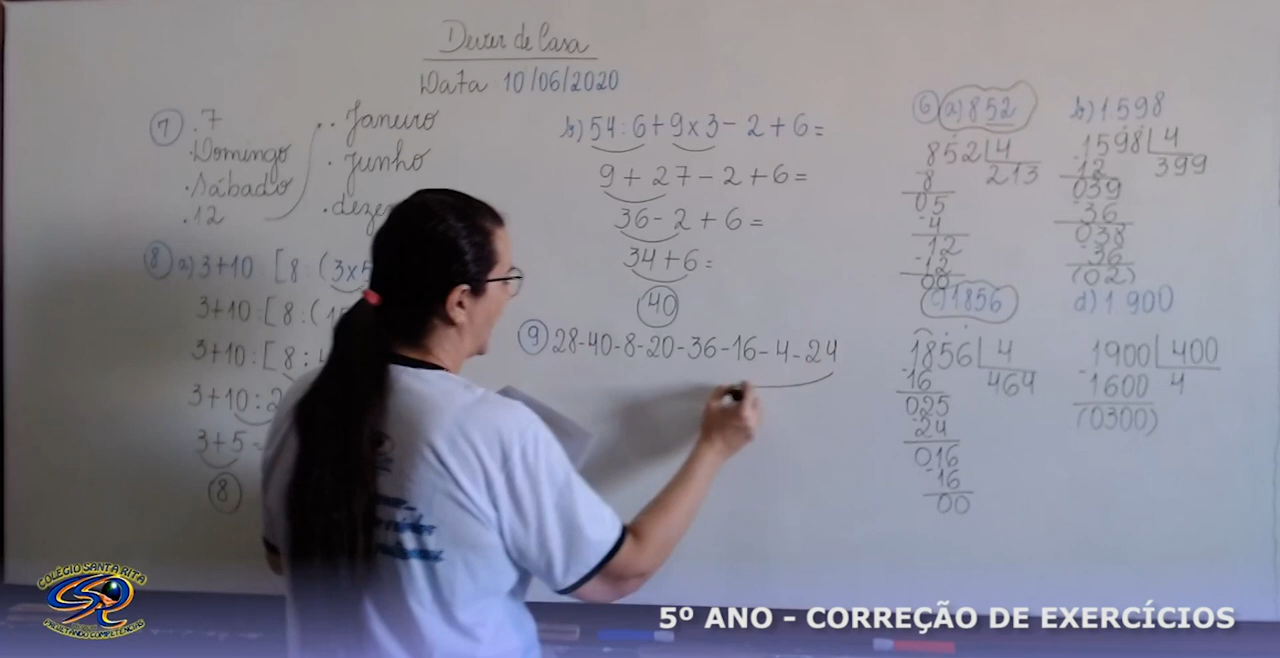 Dever de Casa
Data 10/06/2020
7 . 7
. Domingo
. Sábado
. 12
. . Janeiro
. Junho
8 a) 3+10 [8 : (3x5
3+10:[8:(1
3+10:[8:
3+10:2
3+5=
8
b) 54:6+9x3-2+6=
9+27-2+6=
36-2+6=
34+6=
40
9 28-40-8-20-36-16-4-24
6 a) 852
852 4
8 213
05
-4
12
-12
00
b) 1.598
1598 4
-12 399
039
-36
038
-36
(02)
c) 1856
1856 4
-16 464
025
-24
016
-16
00
d) 1.900
1900 400
-1600 4
(0300)
COLÉGIO SANTA RITA
5º ANO - CORREÇÃO DE EXERCÍCIOS